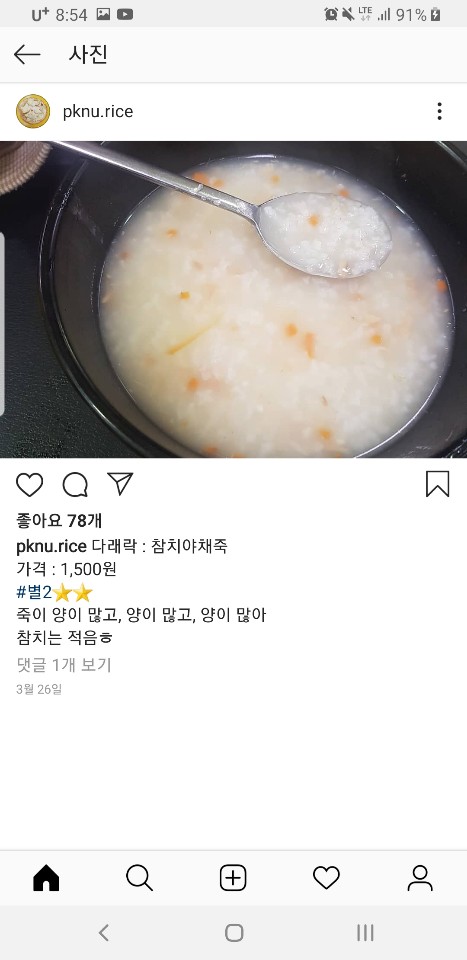 U+ 8:54 LTE 91%
사진
pknu.rice
좋아요 78개
pknu.rice 다래락 : 참치야채죽
가격 : 1,500원
#별2⭐⭐
죽이 양이 많고, 양이 많고, 양이 많아
참치는 적음ㅎ
댓글 1개 보기
3월 26일